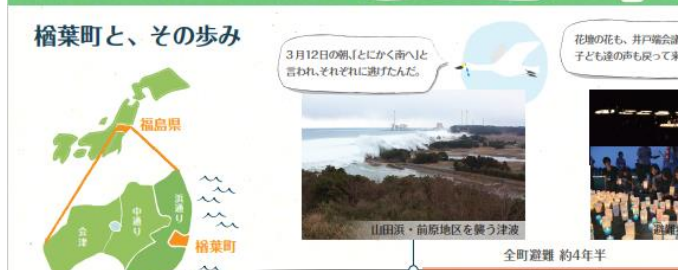 楢葉町と、その歩み
3月12日の朝、「とにかく南へ」と
言われ、それぞれに逃げたんだ。
花壇の花も、井戸端会議
子ども達の声も戻って来
福島県
浜通り
中通り
会津
楢葉町
山田浜・前原地区を襲う津波
避難
全町避難 約4年半